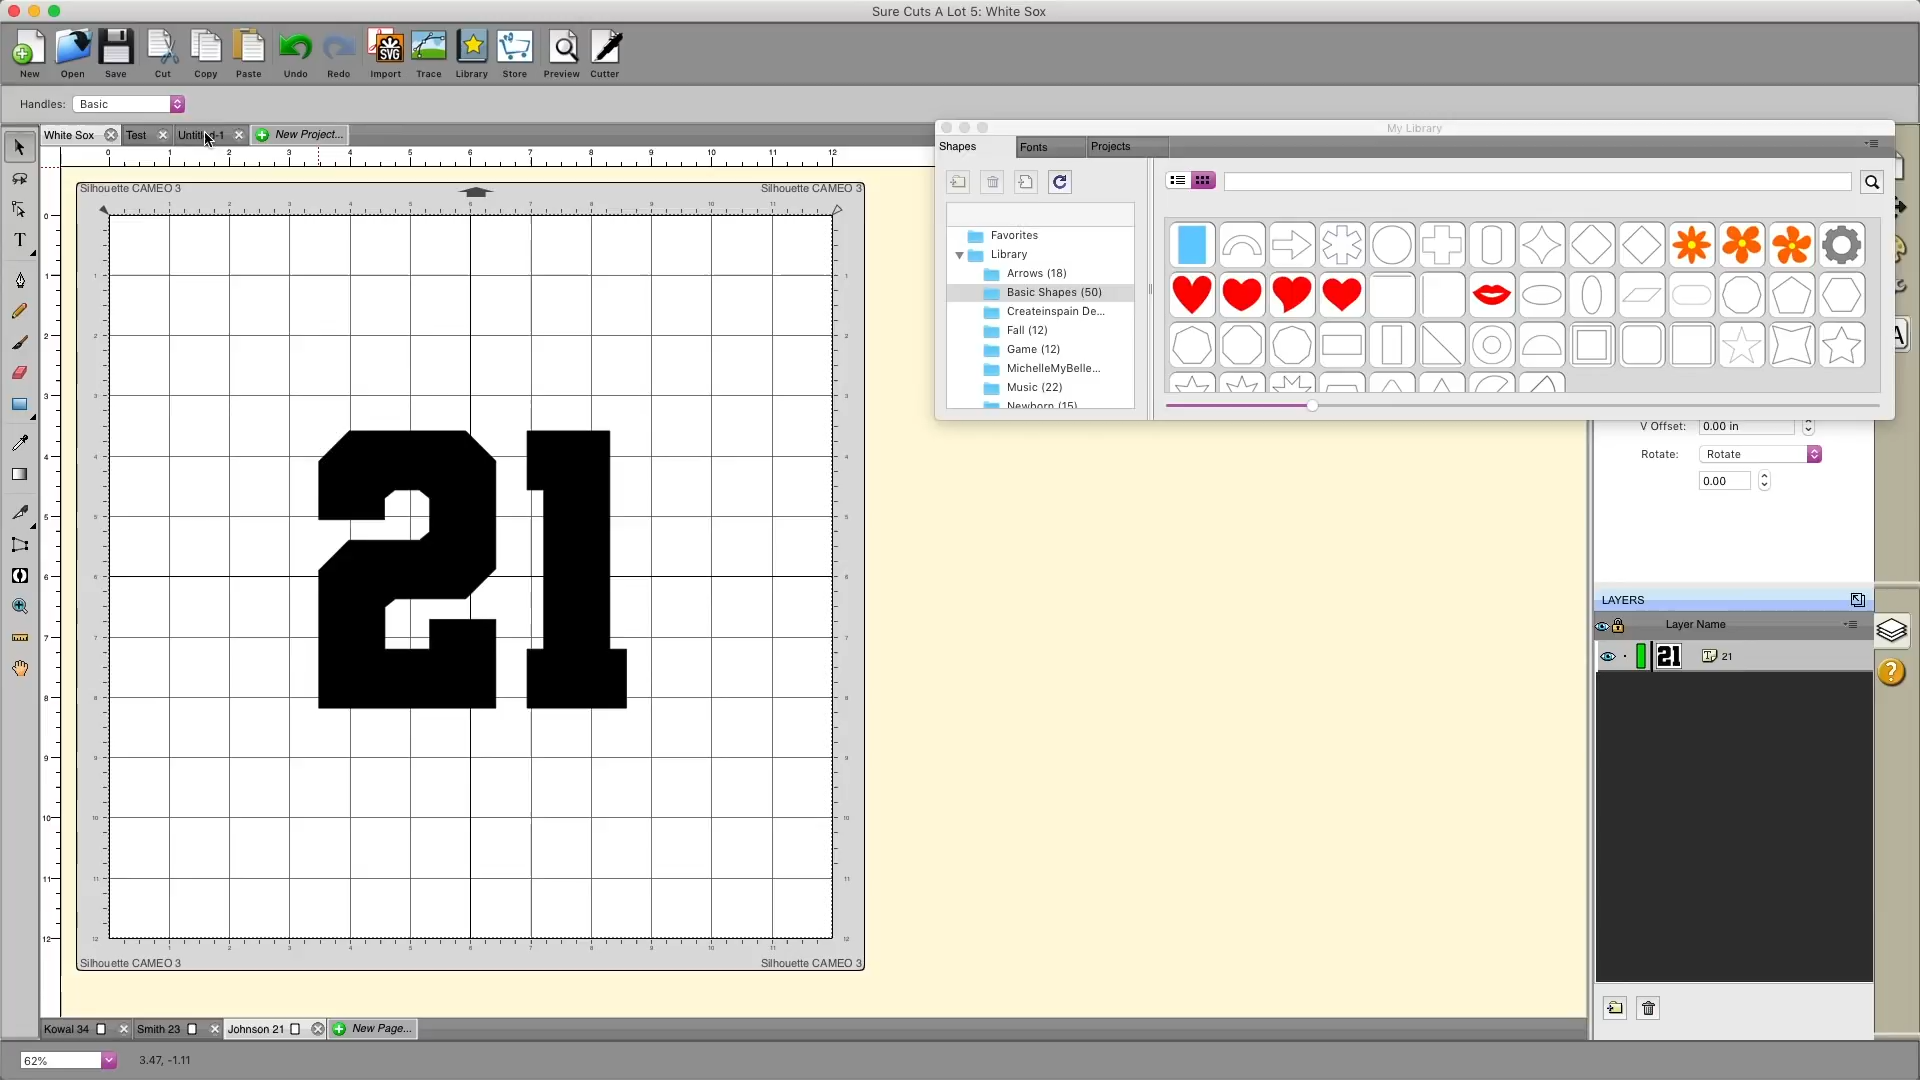 Sure Cuts A Lot 5: White Sox
New Open Save Cut Copy Paste Undo Redo Import Trace Library Store Preview Cutter
SVG
Handles: Basic
White Sox Test Untitled-1 New Project...
0 1 2 3 4 5 6 7 8 9 10 11 12
Silhouette CAMEO 3 Silhouette CAMEO 3
21
Silhouette CAMEO 3 Silhouette CAMEO 3
My Library
Shapes Fonts Projects
Favorites
Library
Arrows (18)
Basic Shapes (50)
Createinspain De...
Fall (12)
Game (12)
MichelleMyBelle...
Music (22)
Newborn (15)
V Offset: 0.00 in
Rotate: Rotate
0.00
LAYERS
Layer Name
21 21
Kowal 34 Smith 23 Johnson 21 New Page...
62% 3.47, -1.11